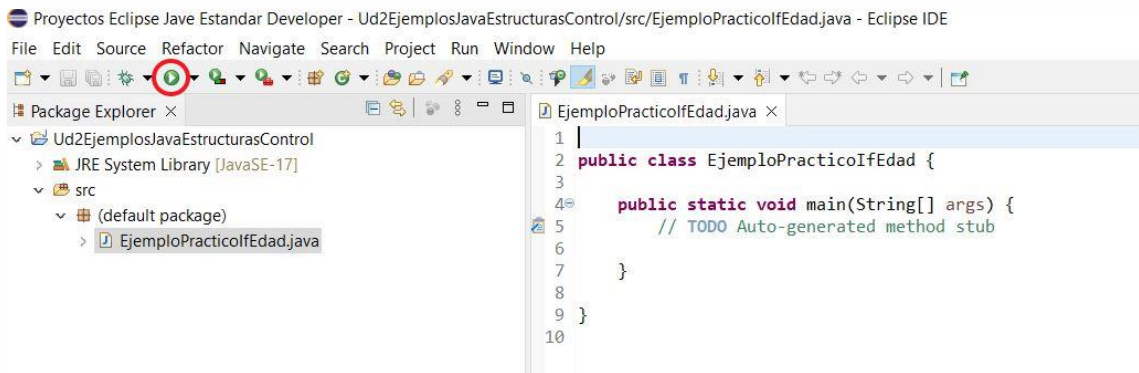 Proyectos Eclipse Jave Estandar Developer - Ud2EjemplosJavaEstructurasControl/src/EjemploPracticoIfEdad.java - Eclipse IDE
File Edit Source Refactor Navigate Search Project Run Window Help
Package Explorer
EjemploPracticoIfEdad.java
Ud2EjemplosJavaEstructurasControl
JRE System Library [JavaSE-17]
src
(default package)
EjemploPracticoIfEdad.java
1
2 public class EjemploPracticoIfEdad {
3
4 public static void main(String[] args) {
5 // TODO Auto-generated method stub
6
7 }
8
9 }
10